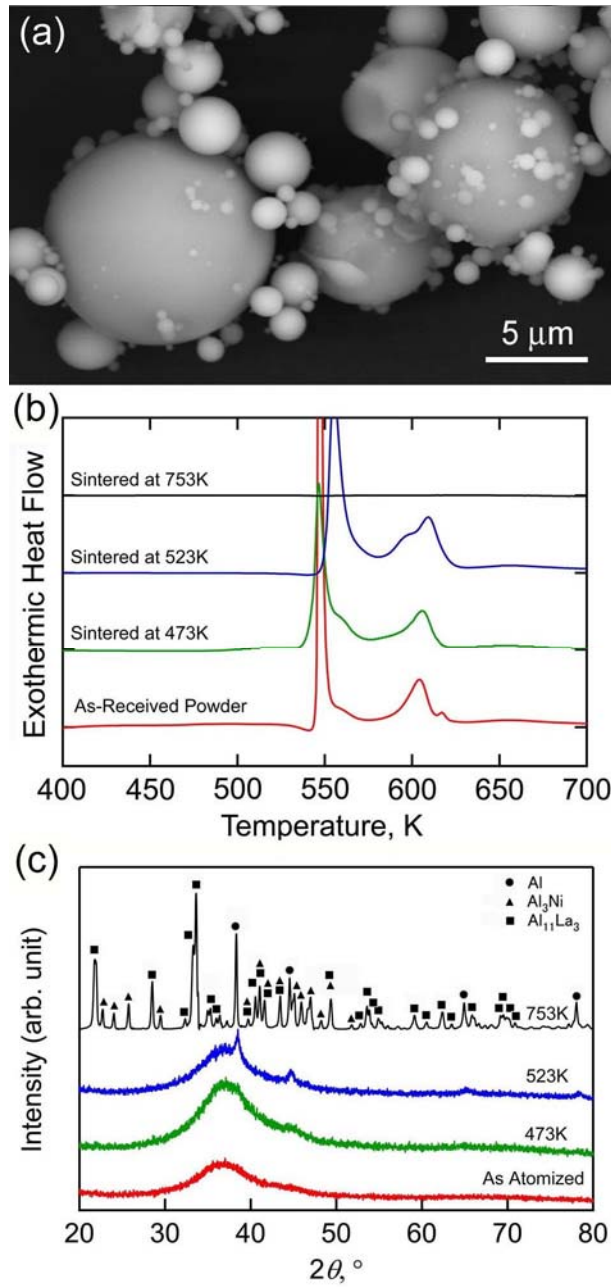 (a)
5 μm
(b)
Exothermic Heat Flow
Sintered at 753K
Sintered at 523K
Sintered at 473K
As-Received Powder
400 450 500 550 600 650 700
Temperature, K
(c)
Intensity (arb. unit)
● Al
▲ Al₃Ni
■ Al₁₁La₃
753K
523K
473K
As Atomized
20 30 40 50 60 70 80
2θ, °